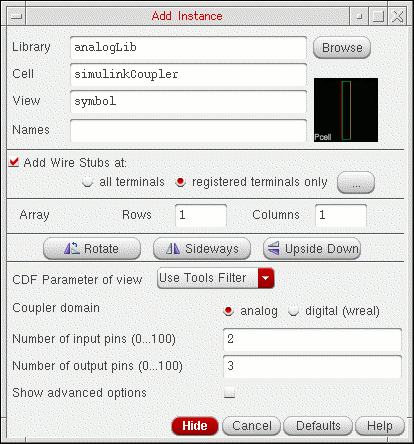 Add Instance
Library analogLib Browse
Cell simulinkCoupler
View symbol
Names
Pcell
Add Wire Stubs at:
all terminals registered terminals only ...
Array Rows 1 Columns 1
Rotate Sideways Upside Down
CDF Parameter of view Use Tools Filter
Coupler domain analog digital (wreal)
Number of input pins (0...100) 2
Number of output pins (0...100) 3
Show advanced options
Hide Cancel Defaults Help